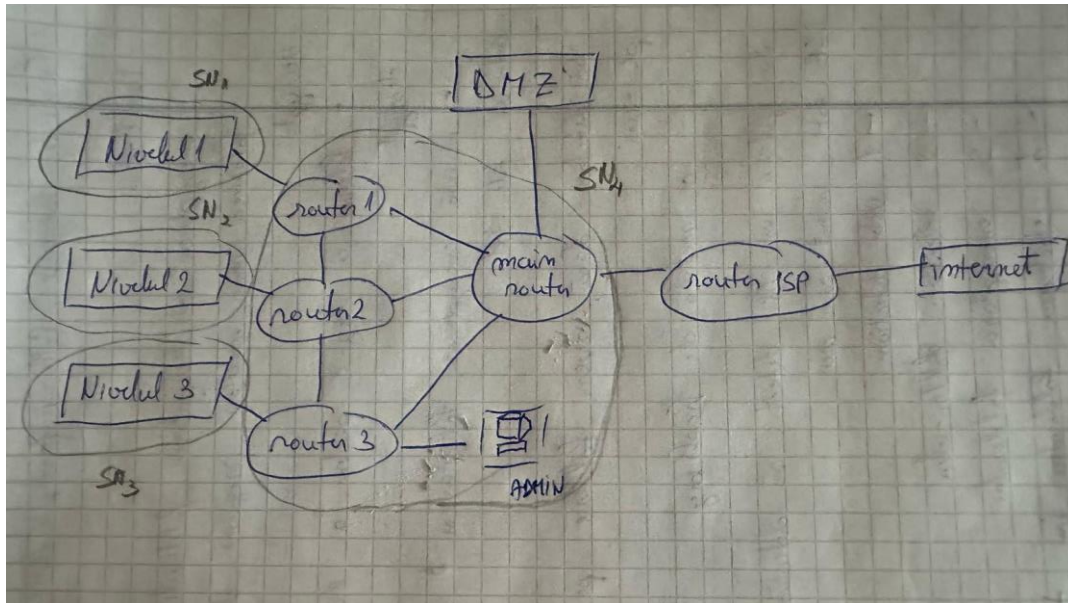 SN₁
DMZ
Nivelul 1
SN₄
router 1
SN₂
main
router
Nivelul 2
router ISP
internet
router 2
Nivelul 3
router 3
ADMIN
SN₃